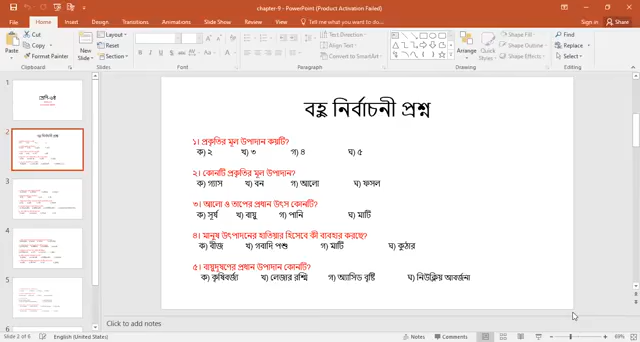 chapter-9 - PowerPoint (Product Activation Failed)
File Home Insert Design Transitions Animations Slide Show Review View Tell me what you want to do... Sign in Share
Paste Cut Copy Format Painter
New Slide Layout Reset Section
Text Direction Align Text Convert to SmartArt
Arrange Quick Styles Shape Fill Shape Outline Shape Effects
Find Replace Select
Clipboard Slides Font Paragraph Drawing Editing
1
2
3
4
5
6
বহু নির্বাচনী প্রশ্ন
১। প্রকৃতির মূল উপাদান কয়টি?
ক) ২ খ) ৩ গ) ৪ ঘ) ৫
২। কোনটি প্রকৃতির মূল উপাদান?
ক) গ্যাস খ) বন গ) আলো ঘ) ফসল
৩। আলো ও তাপের প্রধান উৎস কোনটি?
ক) সূর্য খ) বায়ু গ) পানি ঘ) মাটি
৪। মানুষ উৎপাদনের হাতিয়ার হিসেবে কী ব্যবহার করছে?
ক) বীজ খ) গবাদি পশু গ) মাটি ঘ) কুঠার
৫। বায়ুদূষণের প্রধান উপাদান কোনটি?
ক) কৃষিবর্জ্য খ) লেজার রশ্মি গ) অ্যাসিড বৃষ্টি ঘ) নিউক্লিয় আবর্জনা
Click to add notes
Slide 2 of 6 English (United States) Notes Comments 69%